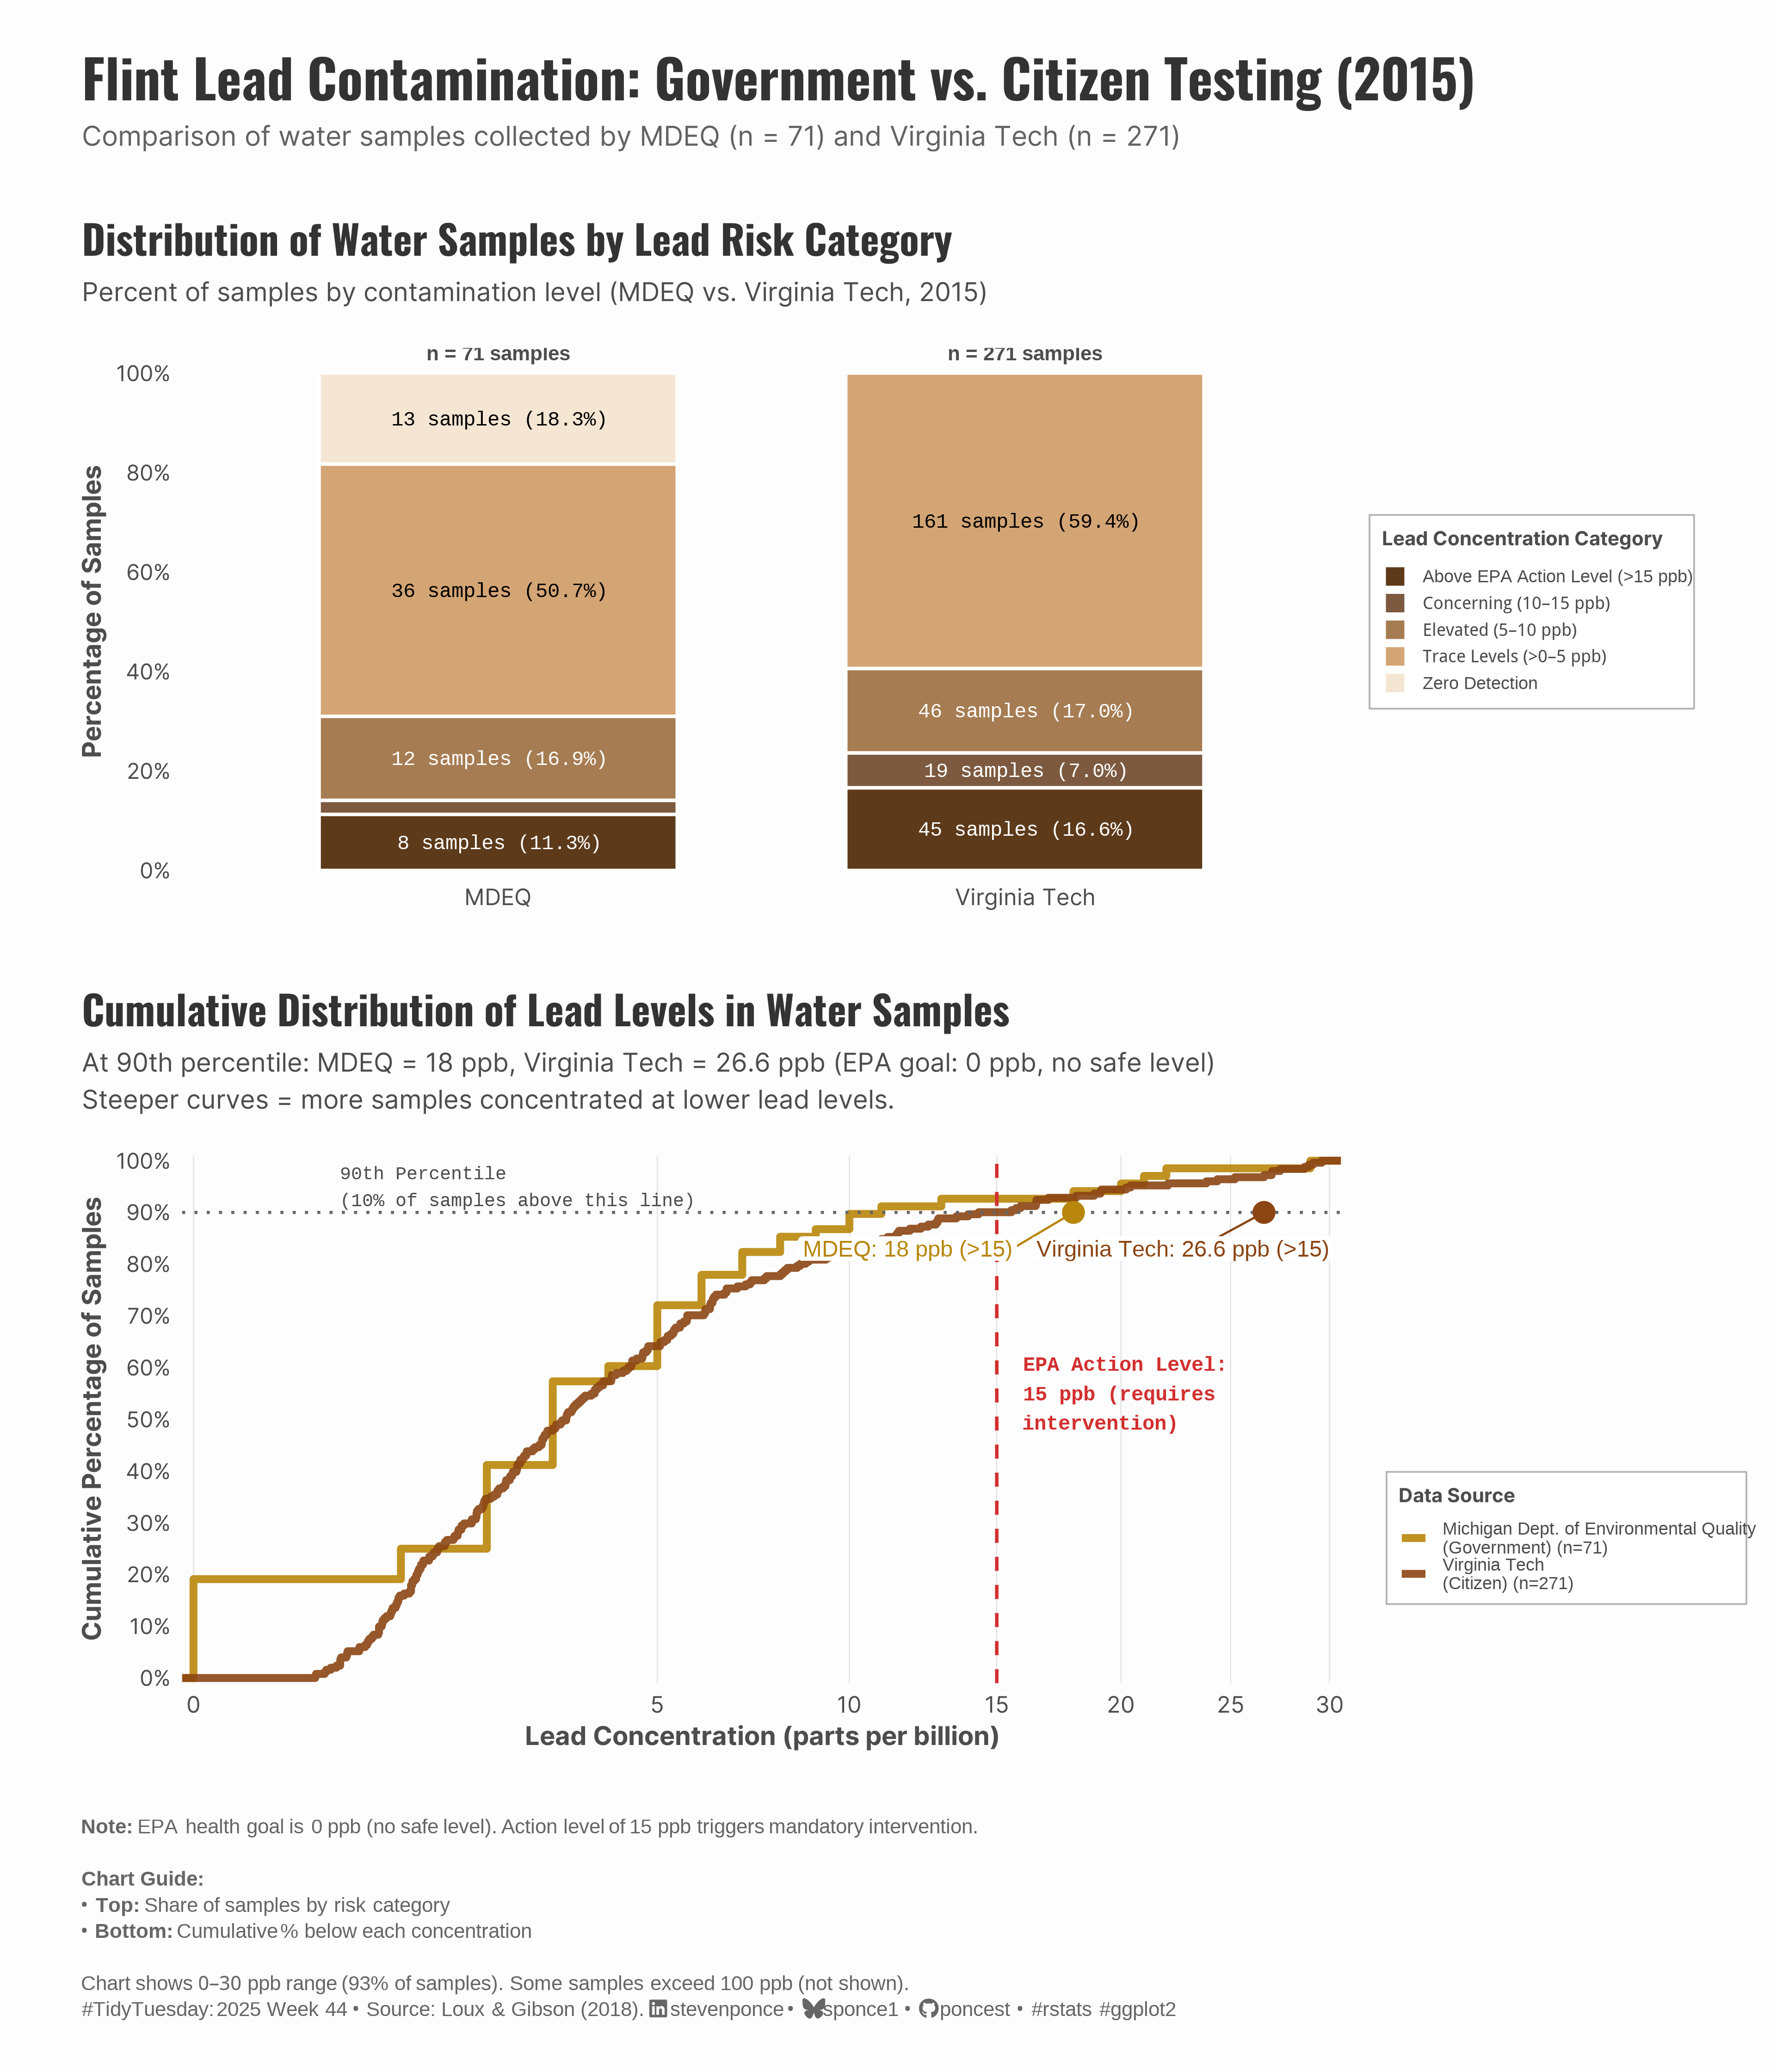 Flint Lead Contamination: Government vs. Citizen Testing (2015)
Comparison of water samples collected by MDEQ (n = 71) and Virginia Tech (n = 271)
Distribution of Water Samples by Lead Risk Category
Percent of samples by contamination level (MDEQ vs. Virginia Tech, 2015)
n = 71 samples
n = 271 samples
Percentage of Samples
100%
80%
60%
40%
20%
0%
13 samples (18.3%)
36 samples (50.7%)
12 samples (16.9%)
8 samples (11.3%)
161 samples (59.4%)
46 samples (17.0%)
19 samples (7.0%)
45 samples (16.6%)
MDEQ
Virginia Tech
Lead Concentration Category
Above EPA Action Level (>15 ppb)
Concerning (10–15 ppb)
Elevated (5–10 ppb)
Trace Levels (>0–5 ppb)
Zero Detection
Cumulative Distribution of Lead Levels in Water Samples
At 90th percentile: MDEQ = 18 ppb, Virginia Tech = 26.6 ppb (EPA goal: 0 ppb, no safe level)
Steeper curves = more samples concentrated at lower lead levels.
Cumulative Percentage of Samples
100%
90%
80%
70%
60%
50%
40%
30%
20%
10%
0%
90th Percentile
(10% of samples above this line)
MDEQ: 18 ppb (>15)
Virginia Tech: 26.6 ppb (>15)
EPA Action Level:
15 ppb (requires
intervention)
0
5
10
15
20
25
30
Lead Concentration (parts per billion)
Data Source
Michigan Dept. of Environmental Quality
(Government) (n=71)
Virginia Tech
(Citizen) (n=271)
Note: EPA health goal is 0 ppb (no safe level). Action level of 15 ppb triggers mandatory intervention.
Chart Guide:
• Top: Share of samples by risk category
• Bottom: Cumulative % below each concentration
Chart shows 0–30 ppb range (93% of samples). Some samples exceed 100 ppb (not shown).
#TidyTuesday: 2025 Week 44 • Source: Loux & Gibson (2018). stevenponce • sponce1 • poncest • #rstats #ggplot2